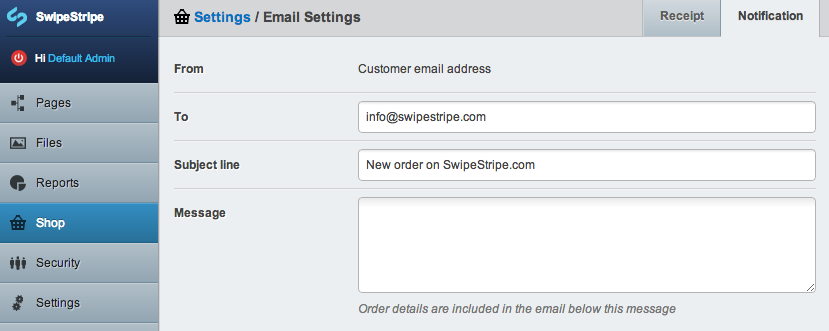 SwipeStripe
Settings / Email Settings
Receipt
Notification
Hi Default Admin
Pages
Files
Reports
Shop
Security
Settings
From
Customer email address
To
info@swipestripe.com
Subject line
New order on SwipeStripe.com
Message
Order details are included in the email below this message